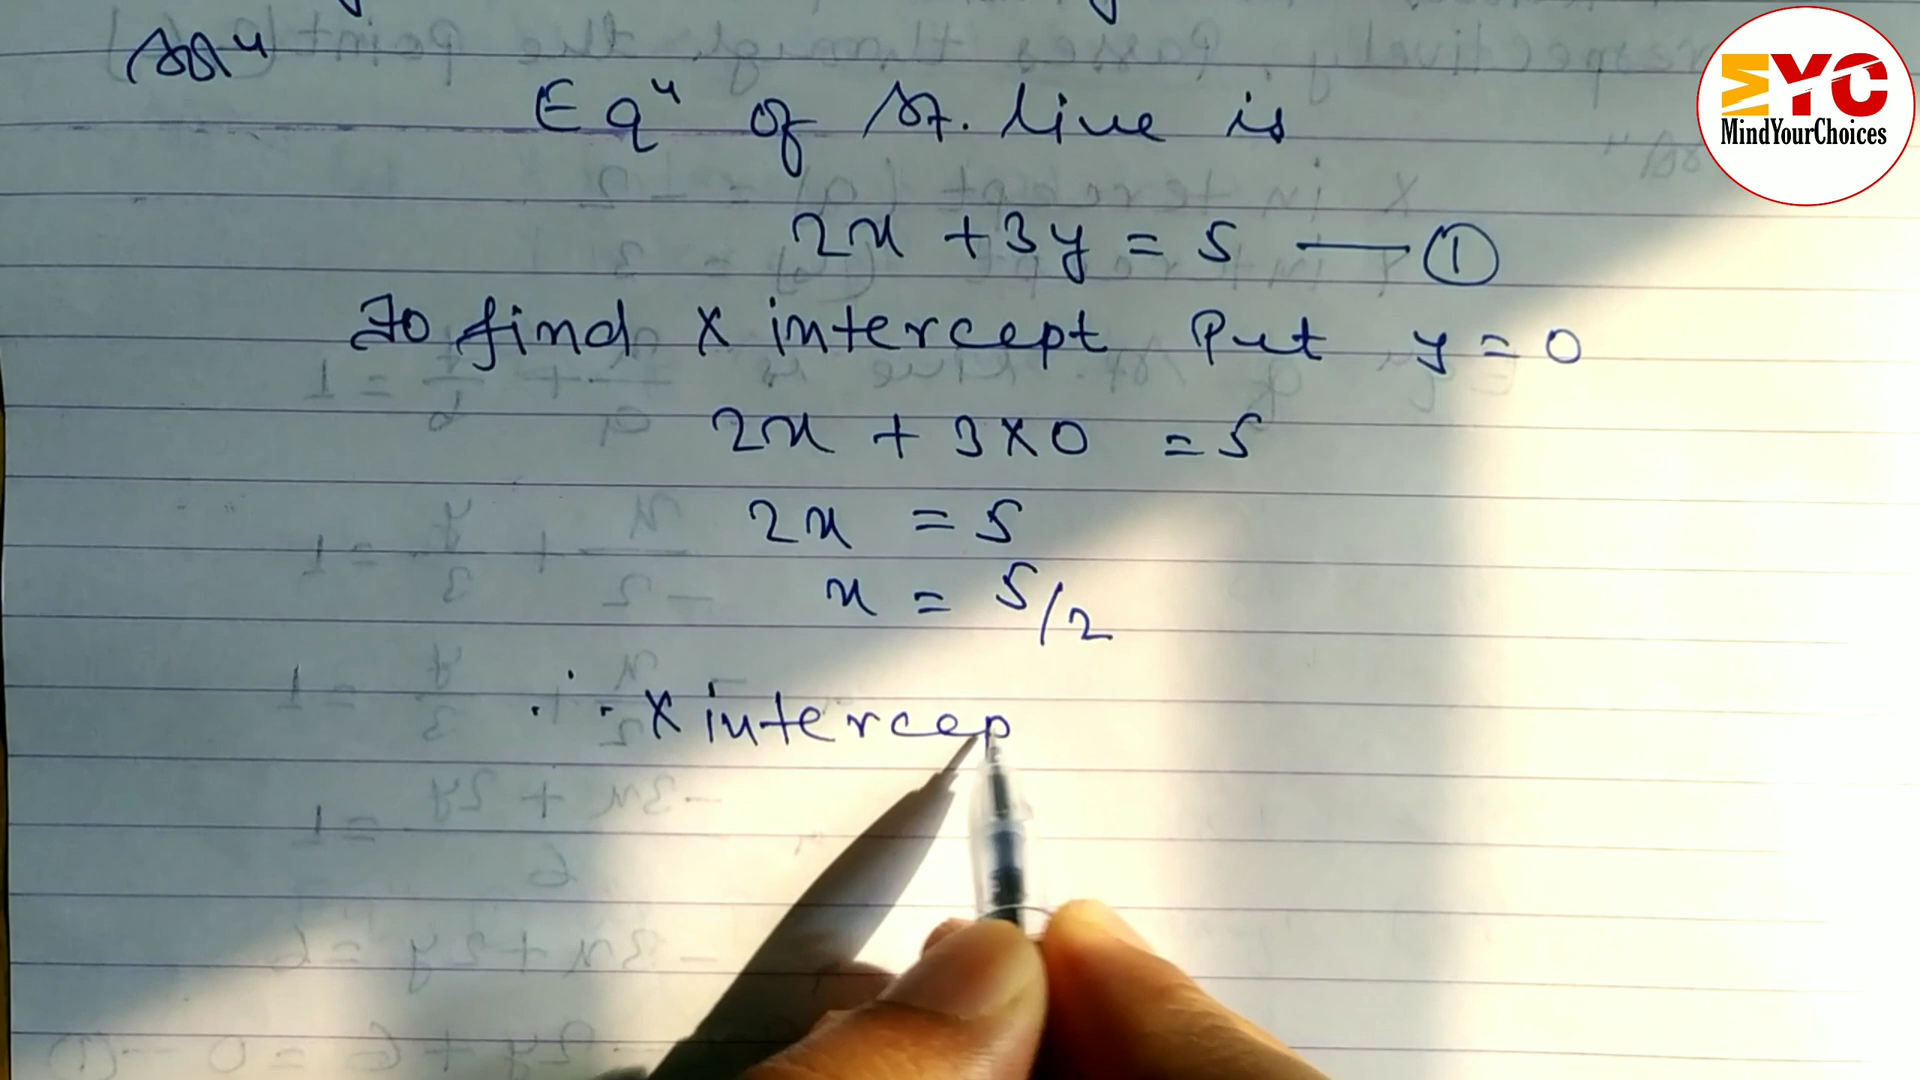 Solⁿ
Eqⁿ of St. line is
2x + 3y = 5 — ①
To find X intercept Put y = 0
2x + 3×0 = 5
2x = 5
x = 5/2
∴ X intercep
MYC
MindYourChoices